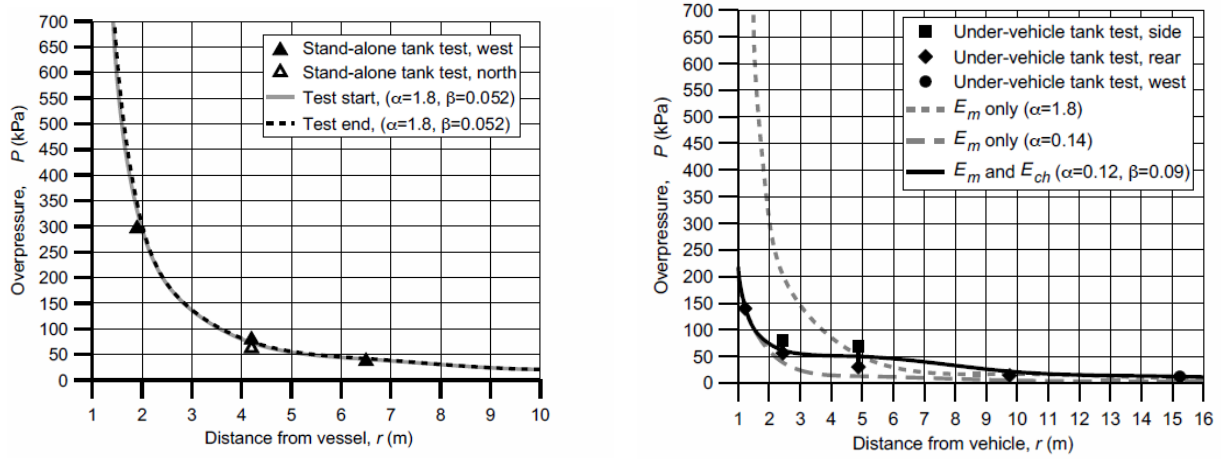 700
650
600
550
500
450
400
350
300
250
200
150
100
50
0
Overpressure, P (kPa)
Stand-alone tank test, west
Stand-alone tank test, north
Test start, (α=1.8, β=0.052)
Test end, (α=1.8, β=0.052)
1 2 3 4 5 6 7 8 9 10
Distance from vessel, r (m)
700
650
600
550
500
450
400
350
300
250
200
150
100
50
0
Overpressure, P (kPa)
Under-vehicle tank test, side
Under-vehicle tank test, rear
Under-vehicle tank test, west
Em only (α=1.8)
Em only (α=0.14)
Em and Ech (α=0.12, β=0.09)
1 2 3 4 5 6 7 8 9 10 11 12 13 14 15 16
Distance from vehicle, r (m)